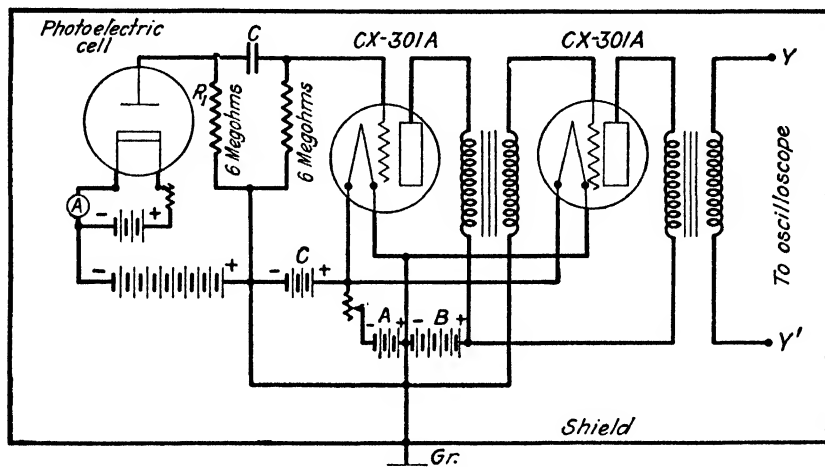 Photoelectric
cell
C
CX-301A
CX-301A
R1
6 Megohms
6 Megohms
Y
A
- +
- +
C
- +
- A + - B +
To oscilloscope
Y'
Shield
Gr.